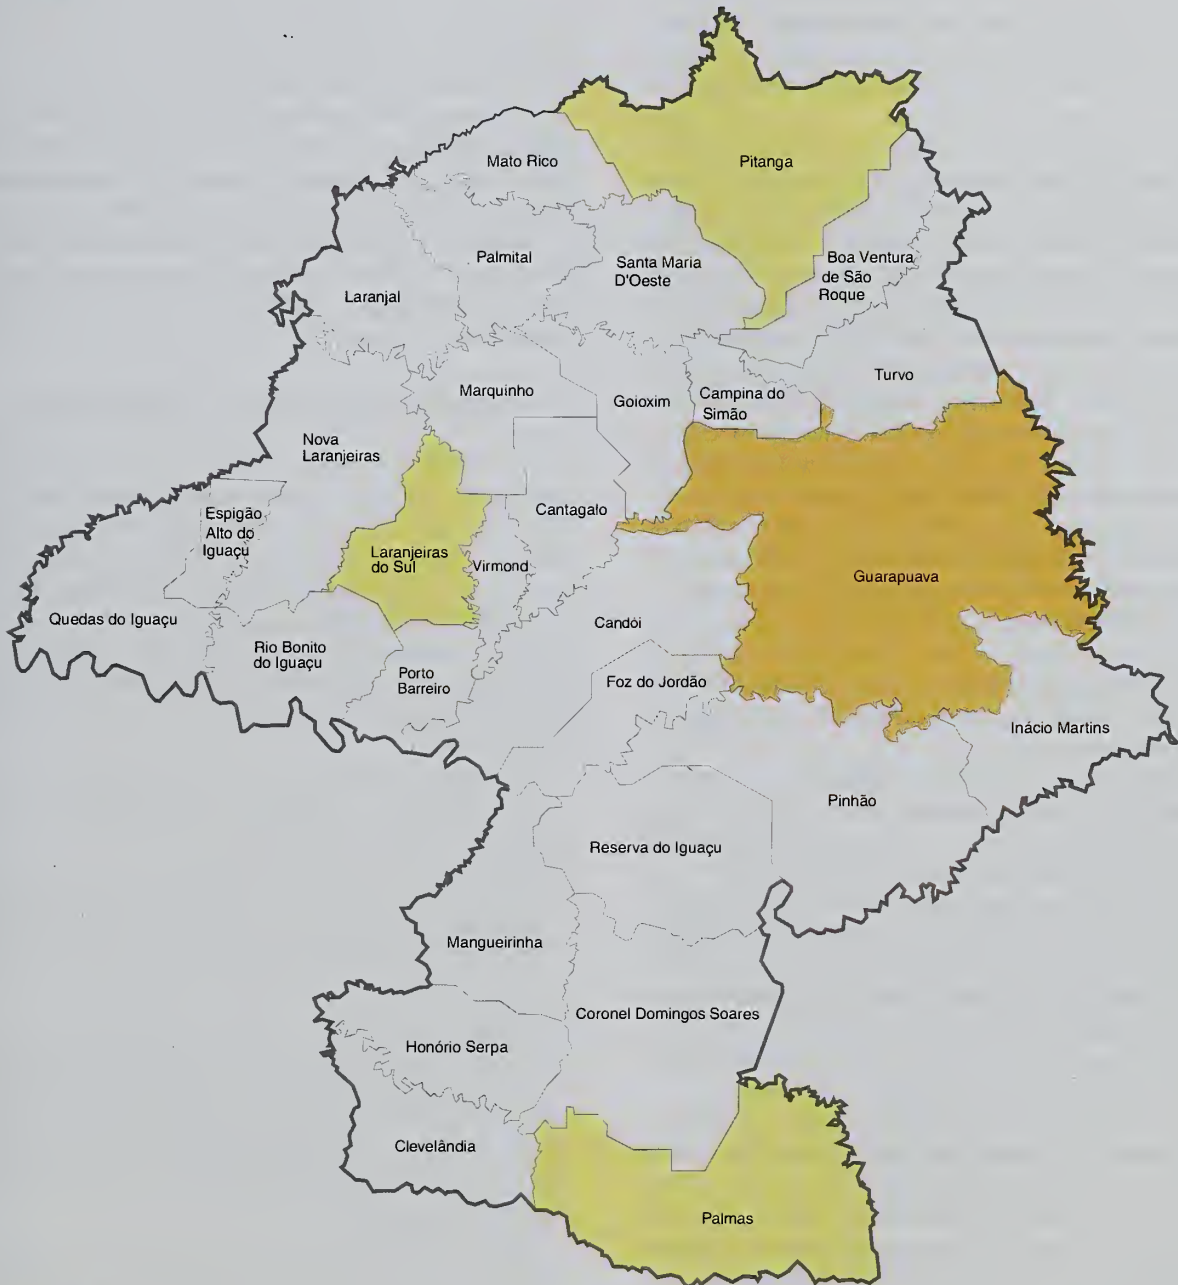 Mato Rico
Pitanga
Palmital
Santa Maria
D'Oeste
Boa Ventura
de São
Roque
Laranjal
Turvo
Marquinho
Goioxim
Campina do
Simão
Nova
Laranjeiras
Espigão
Alto do
Iguaçu
Cantagalo
Laranjeiras
do Sul
Virmond
Guarapuava
Quedas do Iguaçu
Candói
Rio Bonito
do Iguaçu
Porto
Barreiro
Foz do Jordão
Inácio Martins
Pinhão
Reserva do Iguaçu
Mangueirinha
Coronel Domingos Soares
Honório Serpa
Clevelândia
Palmas